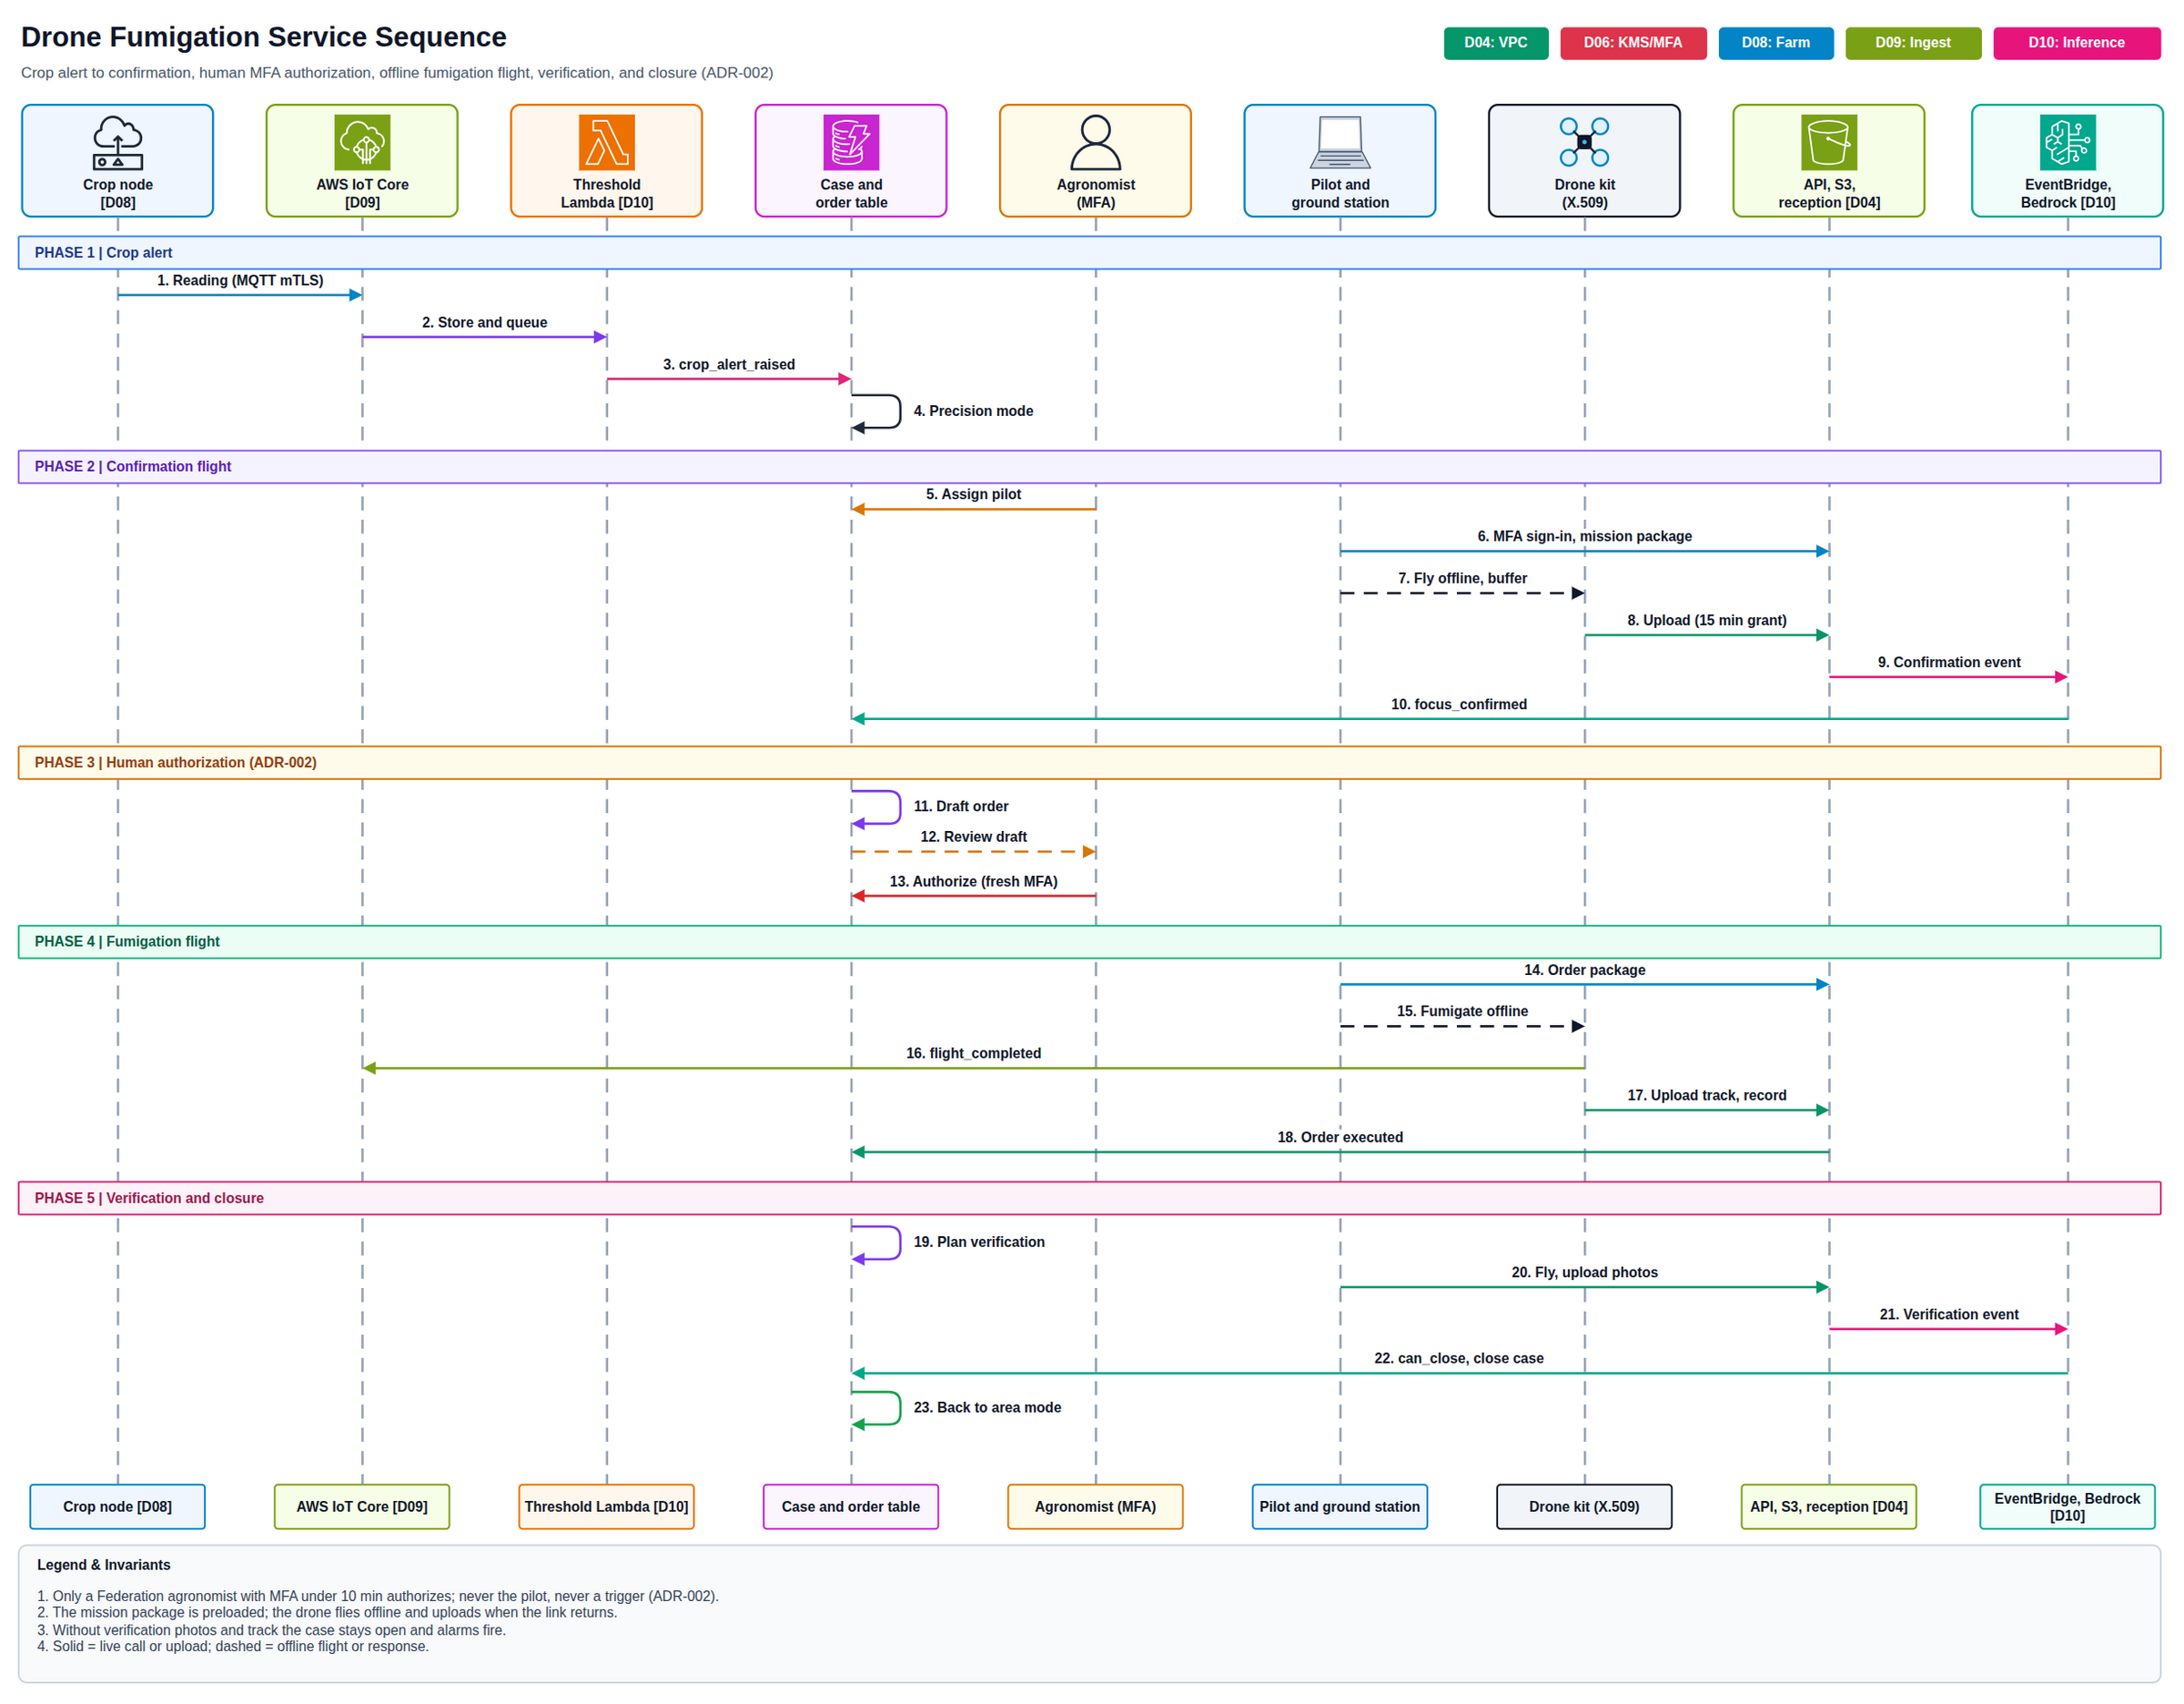 Drone Fumigation Service Sequence
Crop alert to confirmation, human MFA authorization, offline fumigation flight, verification, and closure (ADR-002)
D04: VPC
D06: KMS/MFA
D08: Farm
D09: Ingest
D10: Inference
Crop node
[D08]
AWS IoT Core
[D09]
Threshold
Lambda [D10]
Case and
order table
Agronomist
(MFA)
Pilot and
ground station
Drone kit
(X.509)
API, S3,
reception [D04]
EventBridge,
Bedrock [D10]
PHASE 1 | Crop alert
1. Reading (MQTT mTLS)
2. Store and queue
3. crop_alert_raised
4. Precision mode
PHASE 2 | Confirmation flight
5. Assign pilot
6. MFA sign-in, mission package
7. Fly offline, buffer
8. Upload (15 min grant)
9. Confirmation event
10. focus_confirmed
PHASE 3 | Human authorization (ADR-002)
11. Draft order
12. Review draft
13. Authorize (fresh MFA)
PHASE 4 | Fumigation flight
14. Order package
15. Fumigate offline
16. flight_completed
17. Upload track, record
18. Order executed
PHASE 5 | Verification and closure
19. Plan verification
20. Fly, upload photos
21. Verification event
22. can_close, close case
23. Back to area mode
Crop node [D08]
AWS IoT Core [D09]
Threshold Lambda [D10]
Case and order table
Agronomist (MFA)
Pilot and ground station
Drone kit (X.509)
API, S3, reception [D04]
EventBridge, Bedrock
[D10]
Legend & Invariants
1. Only a Federation agronomist with MFA under 10 min authorizes; never the pilot, never a trigger (ADR-002).
2. The mission package is preloaded; the drone flies offline and uploads when the link returns.
3. Without verification photos and track the case stays open and alarms fire.
4. Solid = live call or upload; dashed = offline flight or response.